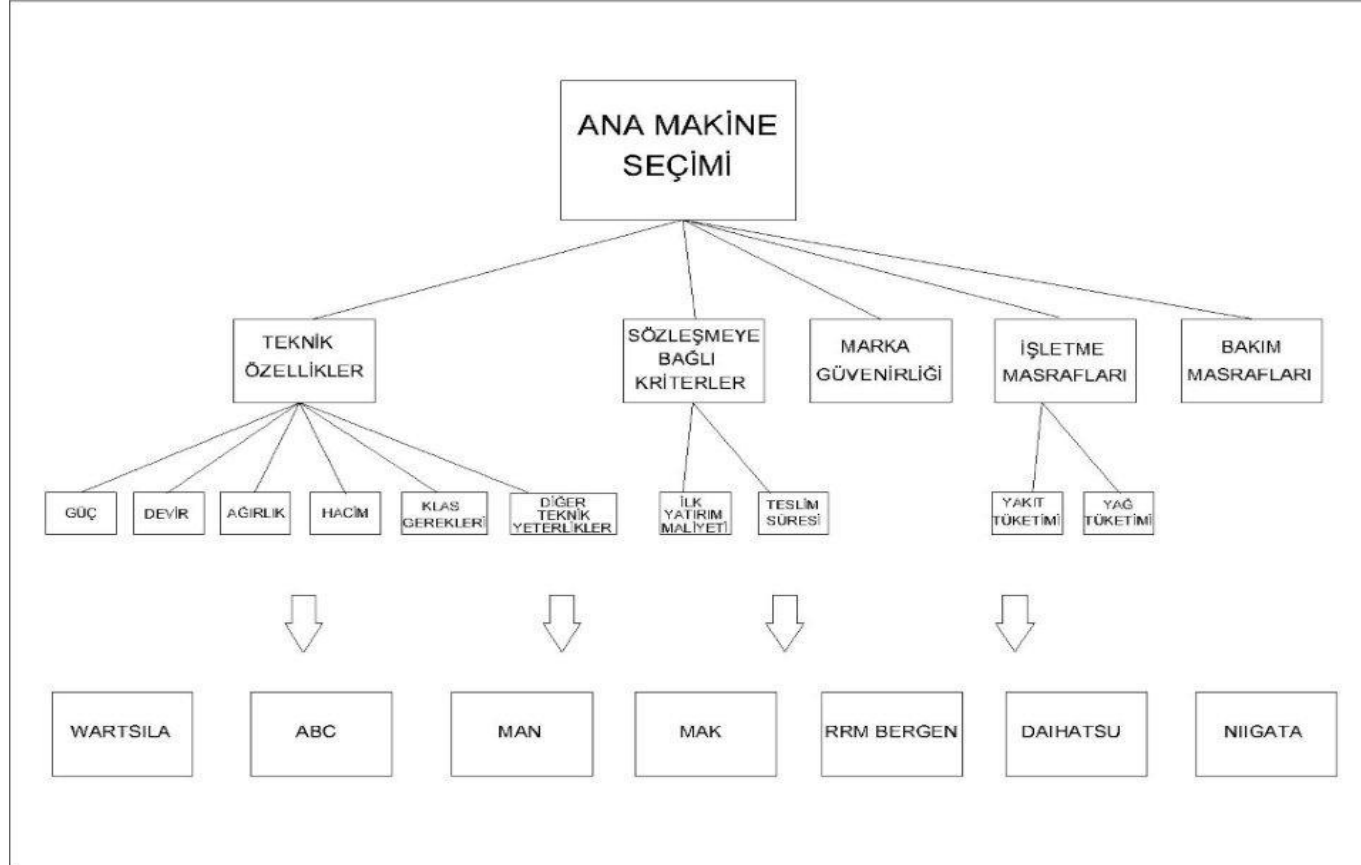 ANA MAKİNE
SEÇİMİ
TEKNİK
ÖZELLİKLER
SÖZLEŞMEYE
BAĞLI
KRİTERLER
MARKA
GÜVENİRLİĞİ
İŞLETME
MASRAFLARI
BAKIM
MASRAFLARI
GÜÇ
DEVİR
AĞIRLIK
HACİM
KLAS
GEREKLERİ
DİĞER
TEKNİK
YETERLİKLER
İLK
YATIRIM
MALİYETİ
TESLİM
SÜRESİ
YAKIT
TÜKETİMİ
YAĞ
TÜKETİMİ
WARTSILA
ABC
MAN
MAK
RRM BERGEN
DAIHATSU
NIIGATA